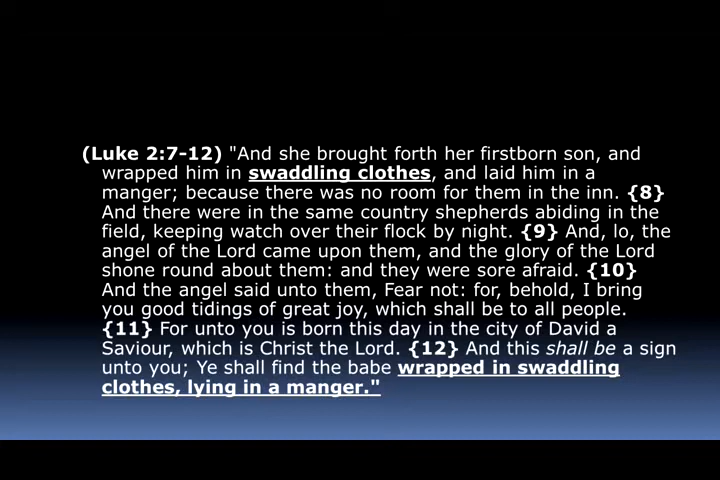 (Luke 2:7-12) "And she brought forth her firstborn son, and
wrapped him in swaddling clothes, and laid him in a
manger; because there was no room for them in the inn. {8}
And there were in the same country shepherds abiding in the
field, keeping watch over their flock by night. {9} And, lo, the
angel of the Lord came upon them, and the glory of the Lord
shone round about them: and they were sore afraid. {10}
And the angel said unto them, Fear not: for, behold, I bring
you good tidings of great joy, which shall be to all people.
{11} For unto you is born this day in the city of David a
Saviour, which is Christ the Lord. {12} And this shall be a sign
unto you; Ye shall find the babe wrapped in swaddling
clothes, lying in a manger."